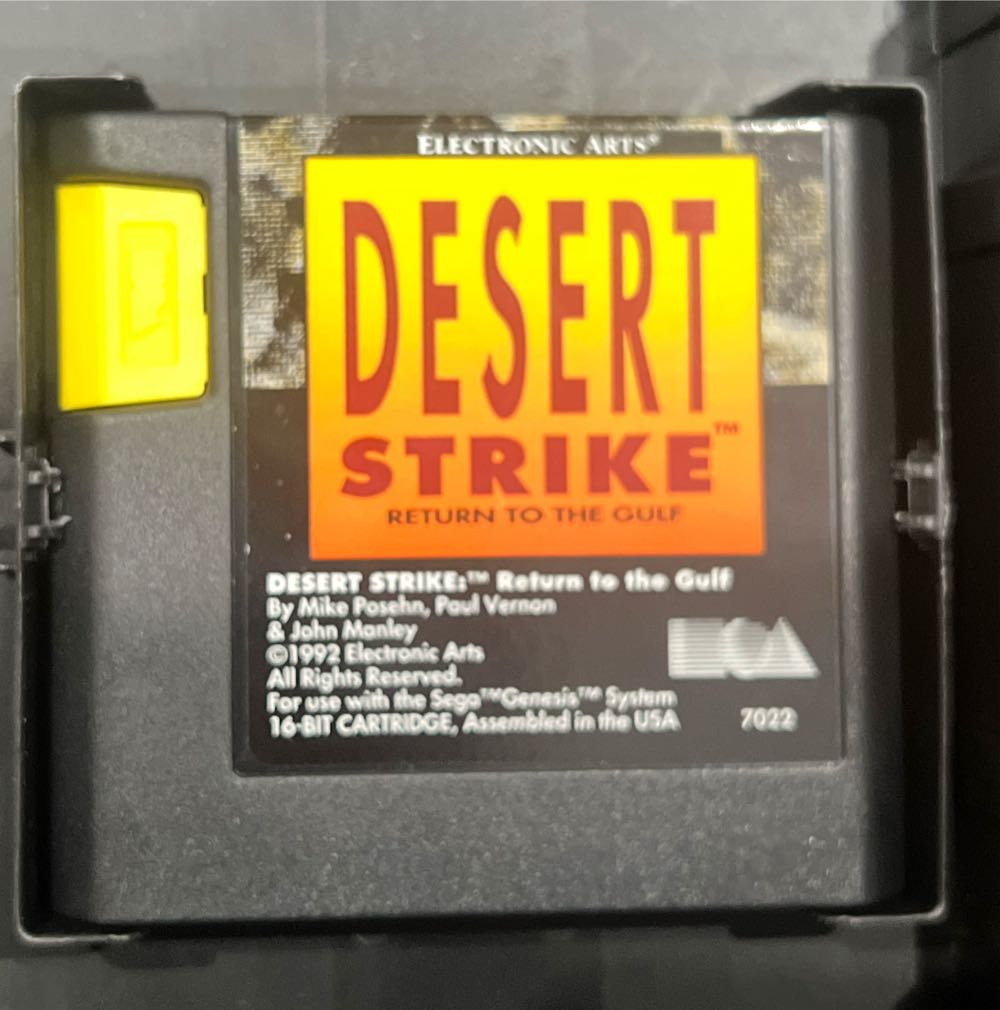 ELECTRONIC ARTS®
DESERT
STRIKE™
RETURN TO THE GULF
DESERT STRIKE:™ Return to the Gulf
By Mike Posehn, Paul Vernon
& John Manley
©1992 Electronic Arts
All Rights Reserved.
For use with the Sega™Genesis™ System
16-BIT CARTRIDGE, Assembled in the USA
EA
7022